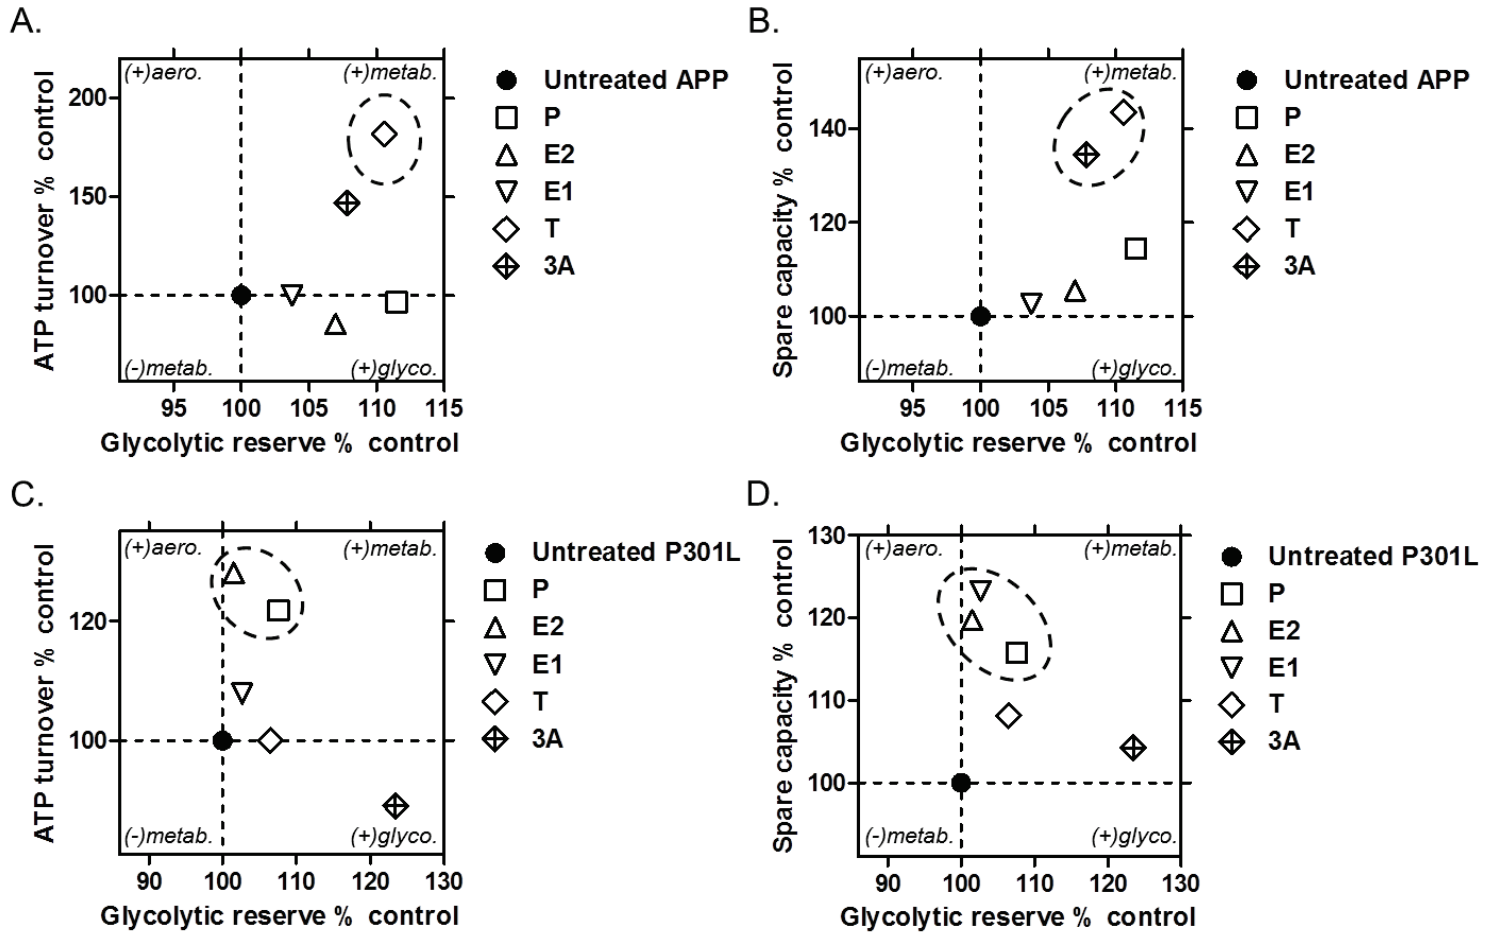 A.
(+)aero.
(+)metab.
200
150
100
ATP turnover % control
(-)metab.
(+)glyco.
95 100 105 110 115
Glycolytic reserve % control
Untreated APP
P
E2
E1
T
3A
B.
(+)aero.
(+)metab.
140
120
100
Spare capacity % control
(-)metab.
(+)glyco.
95 100 105 110 115
Glycolytic reserve % control
Untreated APP
P
E2
E1
T
3A
C.
(+)aero.
(+)metab.
120
100
ATP turnover % control
(-)metab.
(+)glyco.
90 100 110 120 130
Glycolytic reserve % control
Untreated P301L
P
E2
E1
T
3A
D.
130
(+)aero.
(+)metab.
120
110
100
Spare capacity % control
(-)metab.
(+)glyco.
90 100 110 120 130
Glycolytic reserve % control
Untreated P301L
P
E2
E1
T
3A